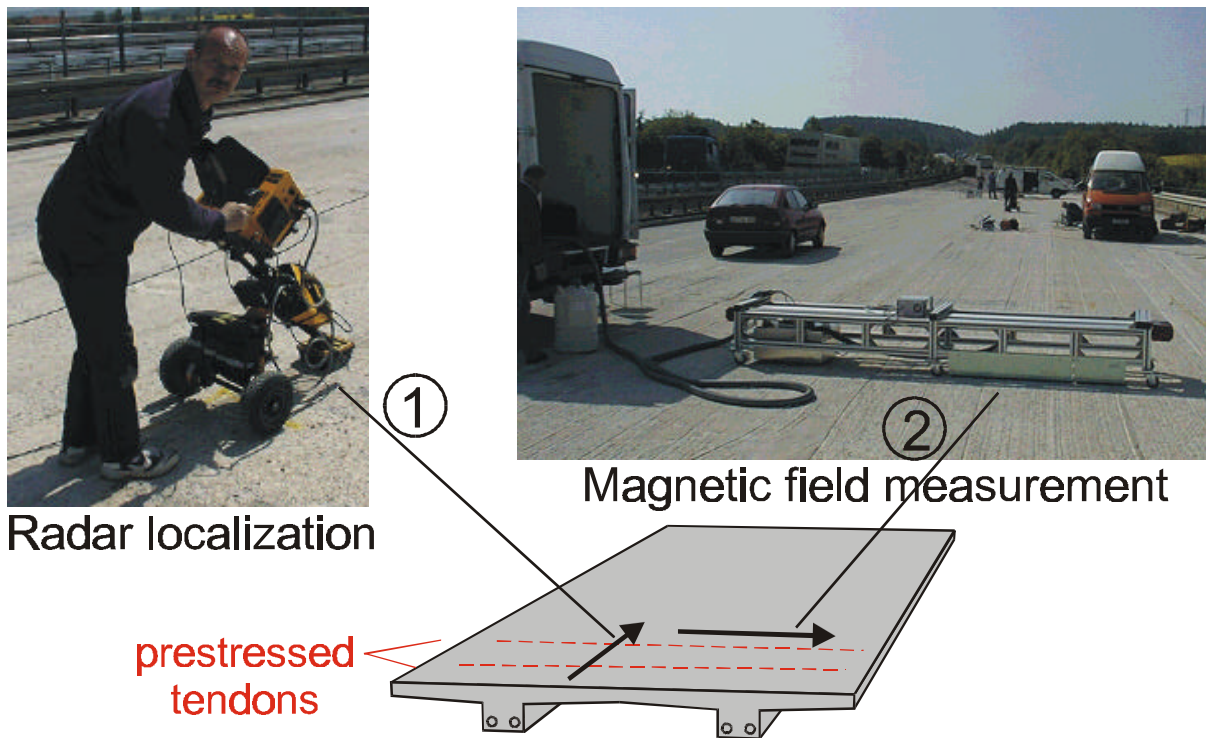 1
2
Radar localization
Magnetic field measurement
prestressed
tendons